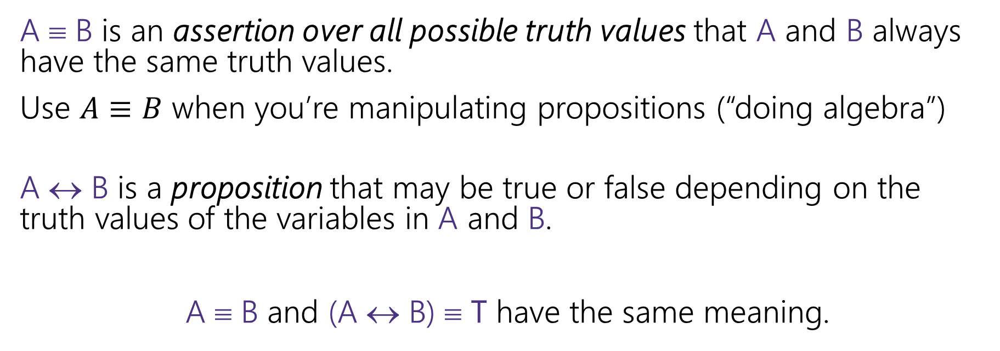 A ≡ B is an assertion over all possible truth values that A and B always
have the same truth values.
Use A ≡ B when you’re manipulating propositions (“doing algebra”)
A ↔ B is a proposition that may be true or false depending on the
truth values of the variables in A and B.
A ≡ B and (A ↔ B) ≡ T have the same meaning.